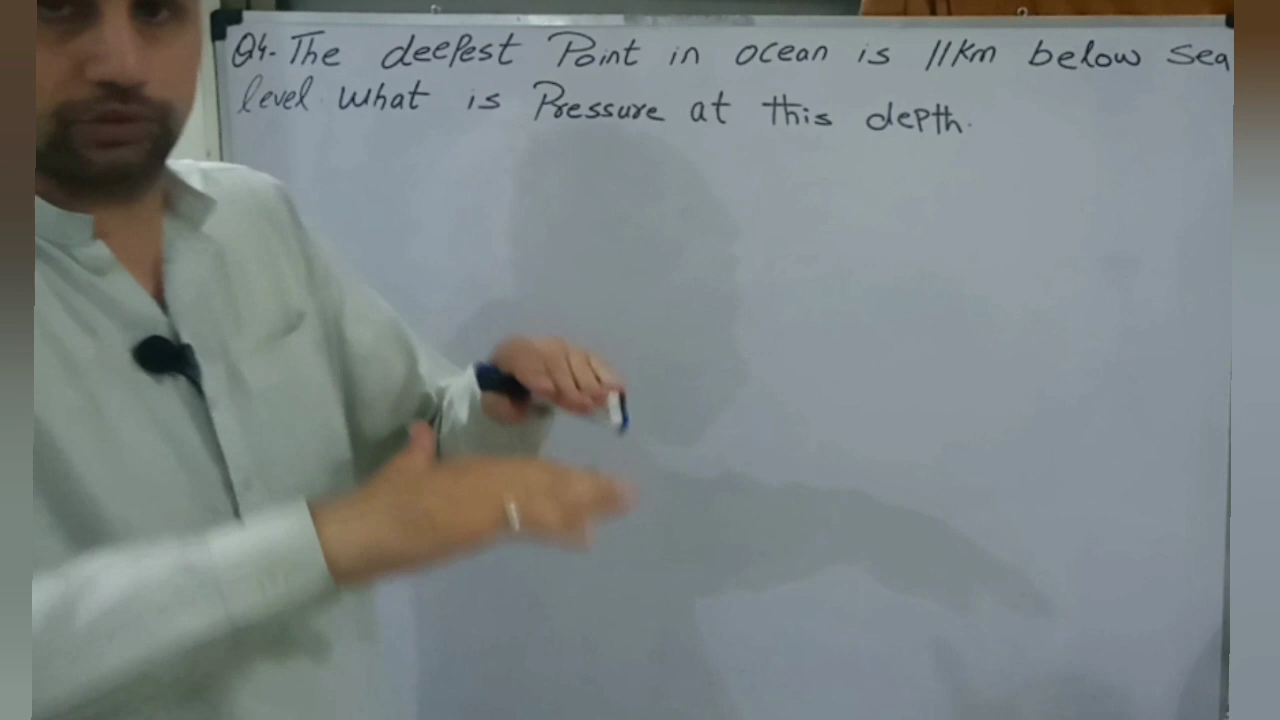 Q4. The deepest Point in ocean is 11km below sea
level. What is Pressure at this depth.